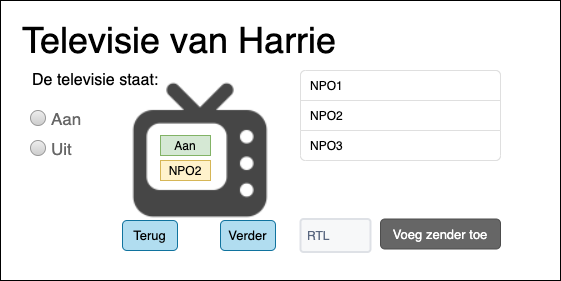 Televisie van Harrie
De televisie staat:
Aan
Uit
Aan
NPO2
Terug
Verder
NPO1
NPO2
NPO3
RTL
Voeg zender toe